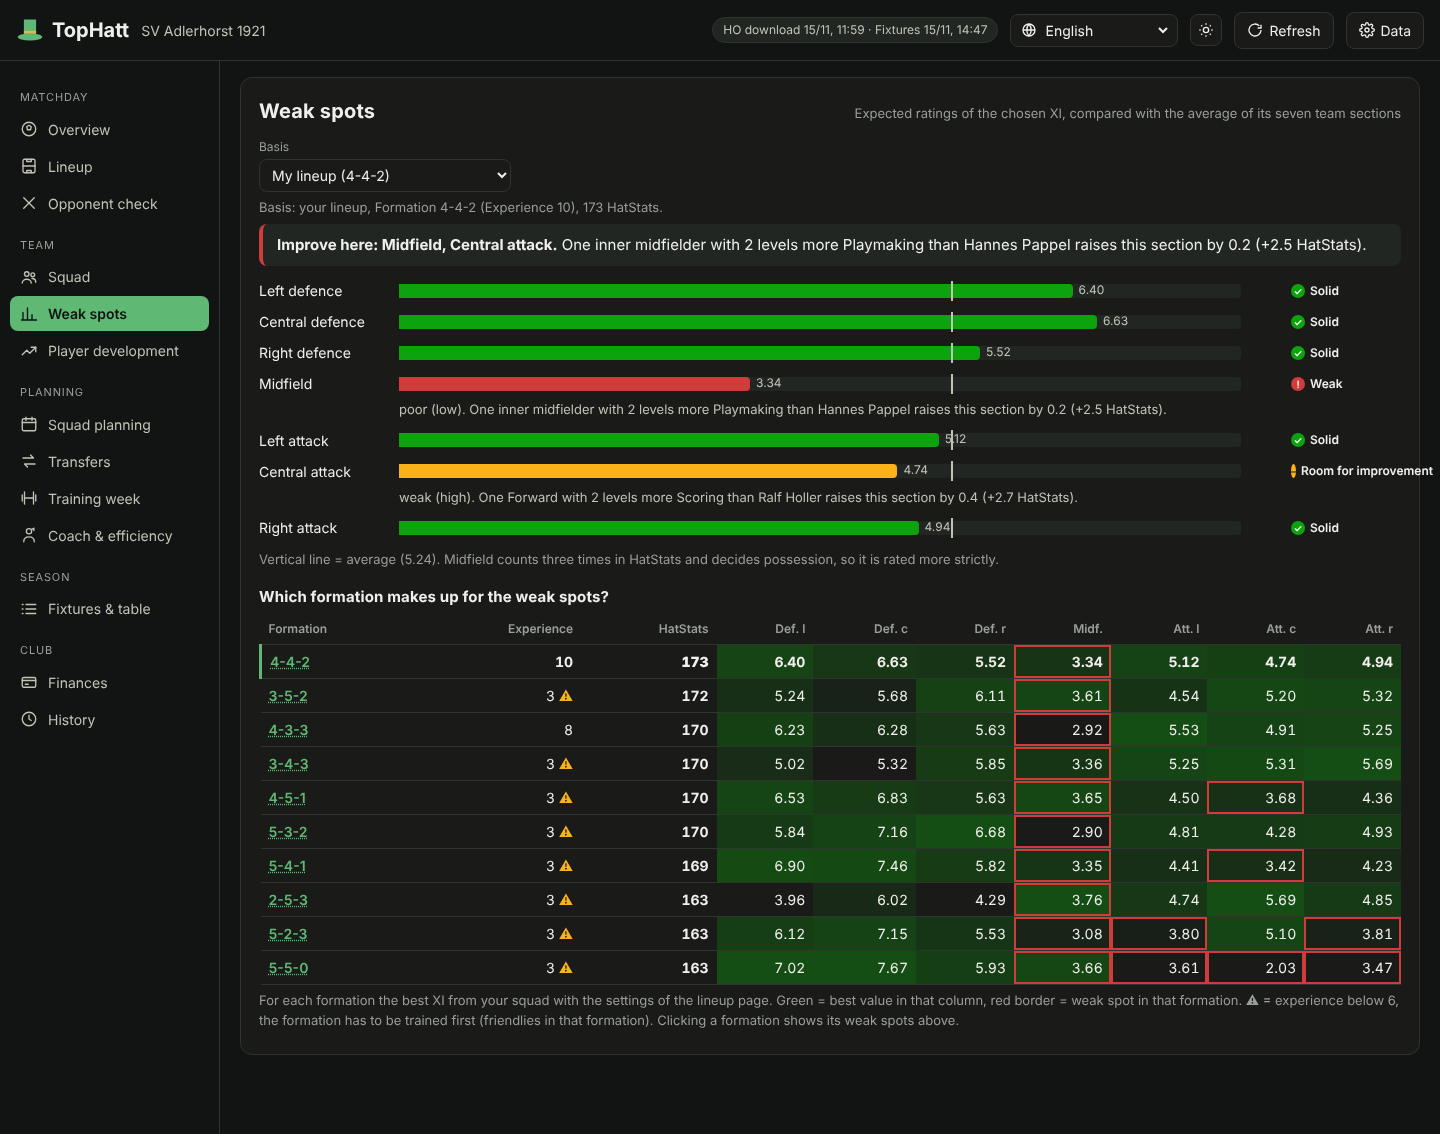 TopHatt SV Adlerhorst 1921 HO download 15/11, 11:59 · Fixtures 15/11, 14:47 English Refresh Data
MATCHDAY
Overview
Lineup
Opponent check
TEAM
Squad
Weak spots
Player development
PLANNING
Squad planning
Transfers
Training week
Coach & efficiency
SEASON
Fixtures & table
CLUB
Finances
History
Weak spots Expected ratings of the chosen XI, compared with the average of its seven team sections
Basis
My lineup (4-4-2)
Basis: your lineup, Formation 4-4-2 (Experience 10), 173 HatStats.
Improve here: Midfield, Central attack. One inner midfielder with 2 levels more Playmaking than Hannes Pappel raises this section by 0.2 (+2.5 HatStats).
Left defence 6.40 Solid
Central defence 6.63 Solid
Right defence 5.52 Solid
Midfield 3.34 Weak
poor (low). One inner midfielder with 2 levels more Playmaking than Hannes Pappel raises this section by 0.2 (+2.5 HatStats).
Left attack 5.12 Solid
Central attack 4.74 Room for improvement
weak (high). One Forward with 2 levels more Scoring than Ralf Holler raises this section by 0.4 (+2.7 HatStats).
Right attack 4.94 Solid
Vertical line = average (5.24). Midfield counts three times in HatStats and decides possession, so it is rated more strictly.
Which formation makes up for the weak spots?
Formation Experience HatStats Def. l Def. c Def. r Midf. Att. l Att. c Att. r
4-4-2 10 173 6.40 6.63 5.52 3.34 5.12 4.74 4.94
3-5-2 3 ⚠ 172 5.24 5.68 6.11 3.61 4.54 5.20 5.32
4-3-3 8 170 6.23 6.28 5.63 2.92 5.53 4.91 5.25
3-4-3 3 ⚠ 170 5.02 5.32 5.85 3.36 5.25 5.31 5.69
4-5-1 3 ⚠ 170 6.53 6.83 5.63 3.65 4.50 3.68 4.36
5-3-2 3 ⚠ 170 5.84 7.16 6.68 2.90 4.81 4.28 4.93
5-4-1 3 ⚠ 169 6.90 7.46 5.82 3.35 4.41 3.42 4.23
2-5-3 3 ⚠ 163 3.96 6.02 4.29 3.76 4.74 5.69 4.85
5-2-3 3 ⚠ 163 6.12 7.15 5.53 3.08 3.80 5.10 3.81
5-5-0 3 ⚠ 163 7.02 7.67 5.93 3.66 3.61 2.03 3.47
For each formation the best XI from your squad with the settings of the lineup page. Green = best value in that column, red border = weak spot in that formation. ⚠ = experience below 6,
the formation has to be trained first (friendlies in that formation). Clicking a formation shows its weak spots above.